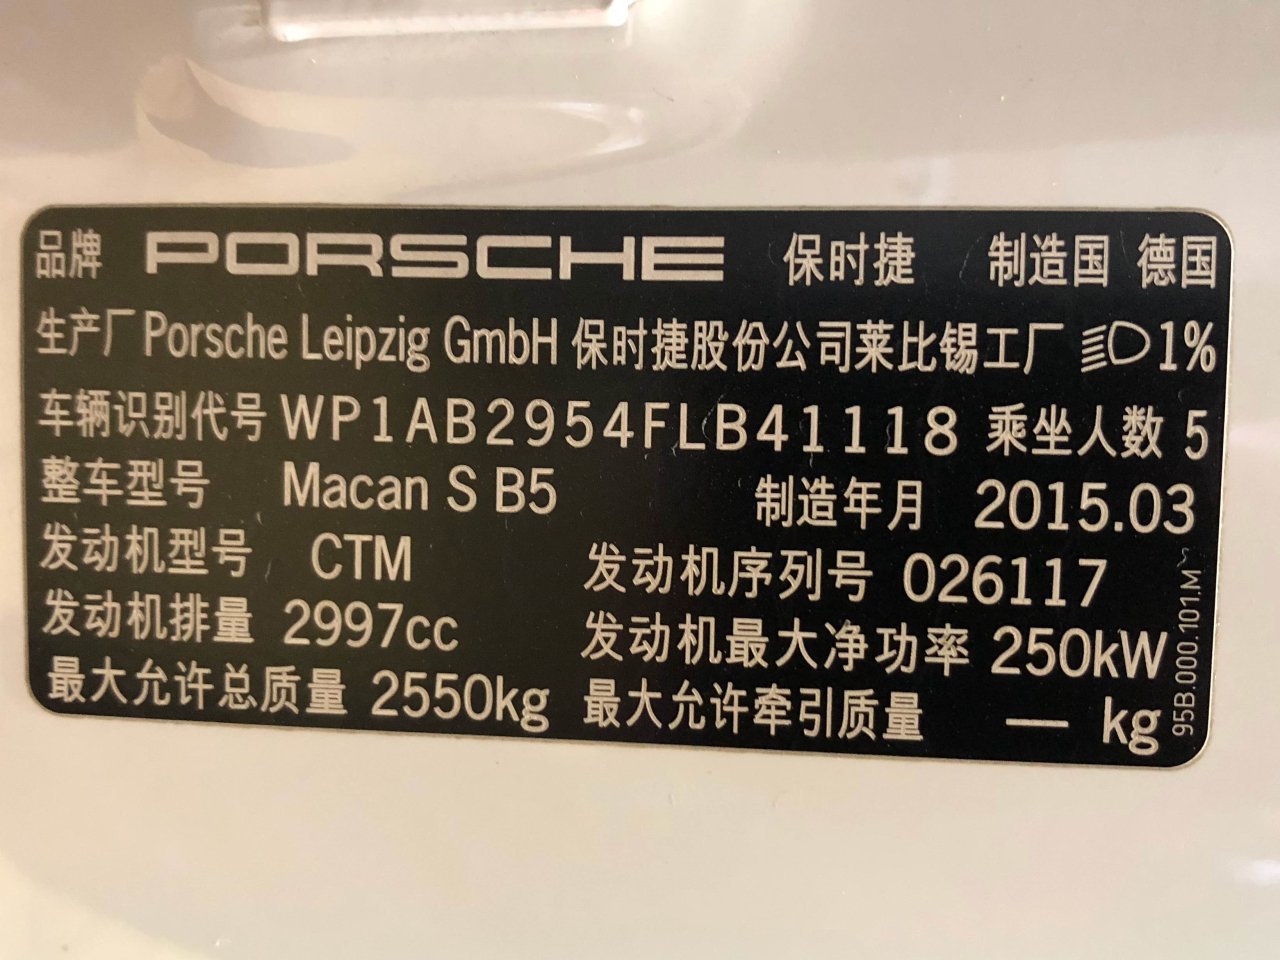 品牌 PORSCHE 保时捷 制造国 德国
生产厂 Porsche Leipzig GmbH 保时捷股份公司莱比锡工厂 1%
车辆识别代号 WP1AB2954FLB41118 乘坐人数 5
整车型号 Macan S B5 制造年月 2015.03
发动机型号 CTM 发动机序列号 026117
发动机排量 2997cc 发动机最大净功率 250kW
最大允许总质量 2550kg 最大允许牵引质量 — kg
95B.000.101.M